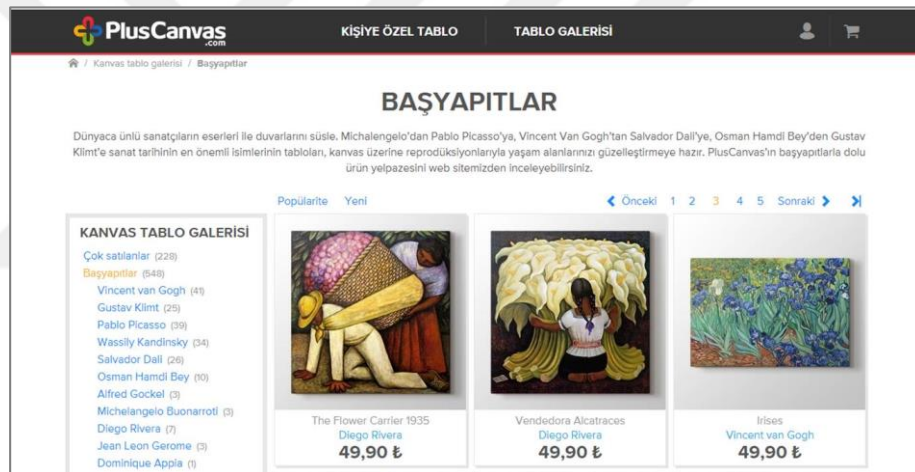 PlusCanvas
.com
KİŞİYE ÖZEL TABLO
TABLO GALERİSİ
/ Kanvas tablo galerisi / Başyapıtlar
BAŞYAPITLAR
Dünyaca ünlü sanatçıların eserleri ile duvarlarını süsle. Michalengelo'dan Pablo Picasso'ya, Vincent Van Gogh'tan Salvador Dali'ye, Osman Hamdi Bey'den Gustav
Klimt'e sanat tarihinin en önemli isimlerinin tabloları, kanvas üzerine reprodüksiyonlarıyla yaşam alanlarınızı güzelleştirmeye hazır. PlusCanvas'ın başyapıtlarla dolu
ürün yelpazesini web sitemizden inceleyebilirsiniz.
Popülarite Yeni
Önceki 1 2 3 4 5 Sonraki
KANVAS TABLO GALERİSİ
Çok satılanlar (228)
Başyapıtlar (548)
Vincent van Gogh (41)
Gustav Klimt (25)
Pablo Picasso (39)
Wassily Kandinsky (34)
Salvador Dali (26)
Osman Hamdi Bey (10)
Alfred Gockel (3)
Michelangelo Buonarroti (3)
Diego Rivera (7)
Jean Leon Gerome (3)
Dominique Appia (1)
The Flower Carrier 1935
Diego Rivera
49,90 ₺
Vendedora Alcatraces
Diego Rivera
49,90 ₺
Irises
Vincent van Gogh
49,90 ₺